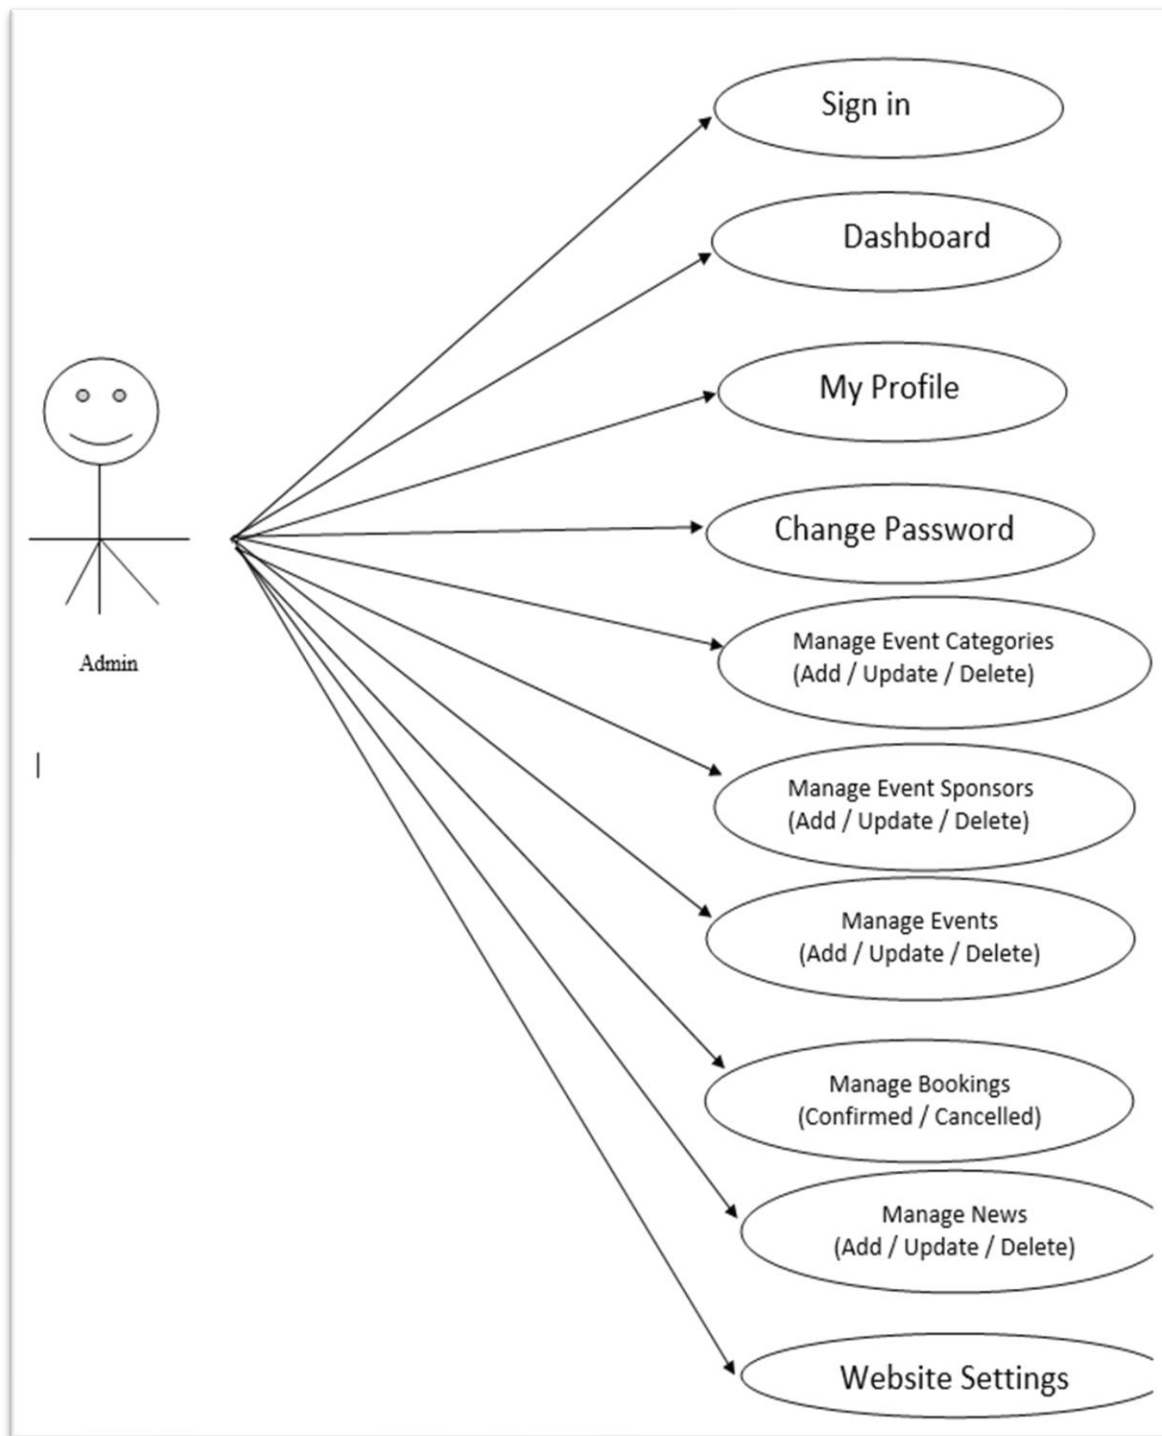 Sign in
Dashboard
My Profile
Change Password
Manage Event Categories
(Add / Update / Delete)
Admin
Manage Event Sponsors
(Add / Update / Delete)
Manage Events
(Add / Update / Delete)
Manage Bookings
(Confirmed / Cancelled)
Manage News
(Add / Update / Delete)
Website Settings